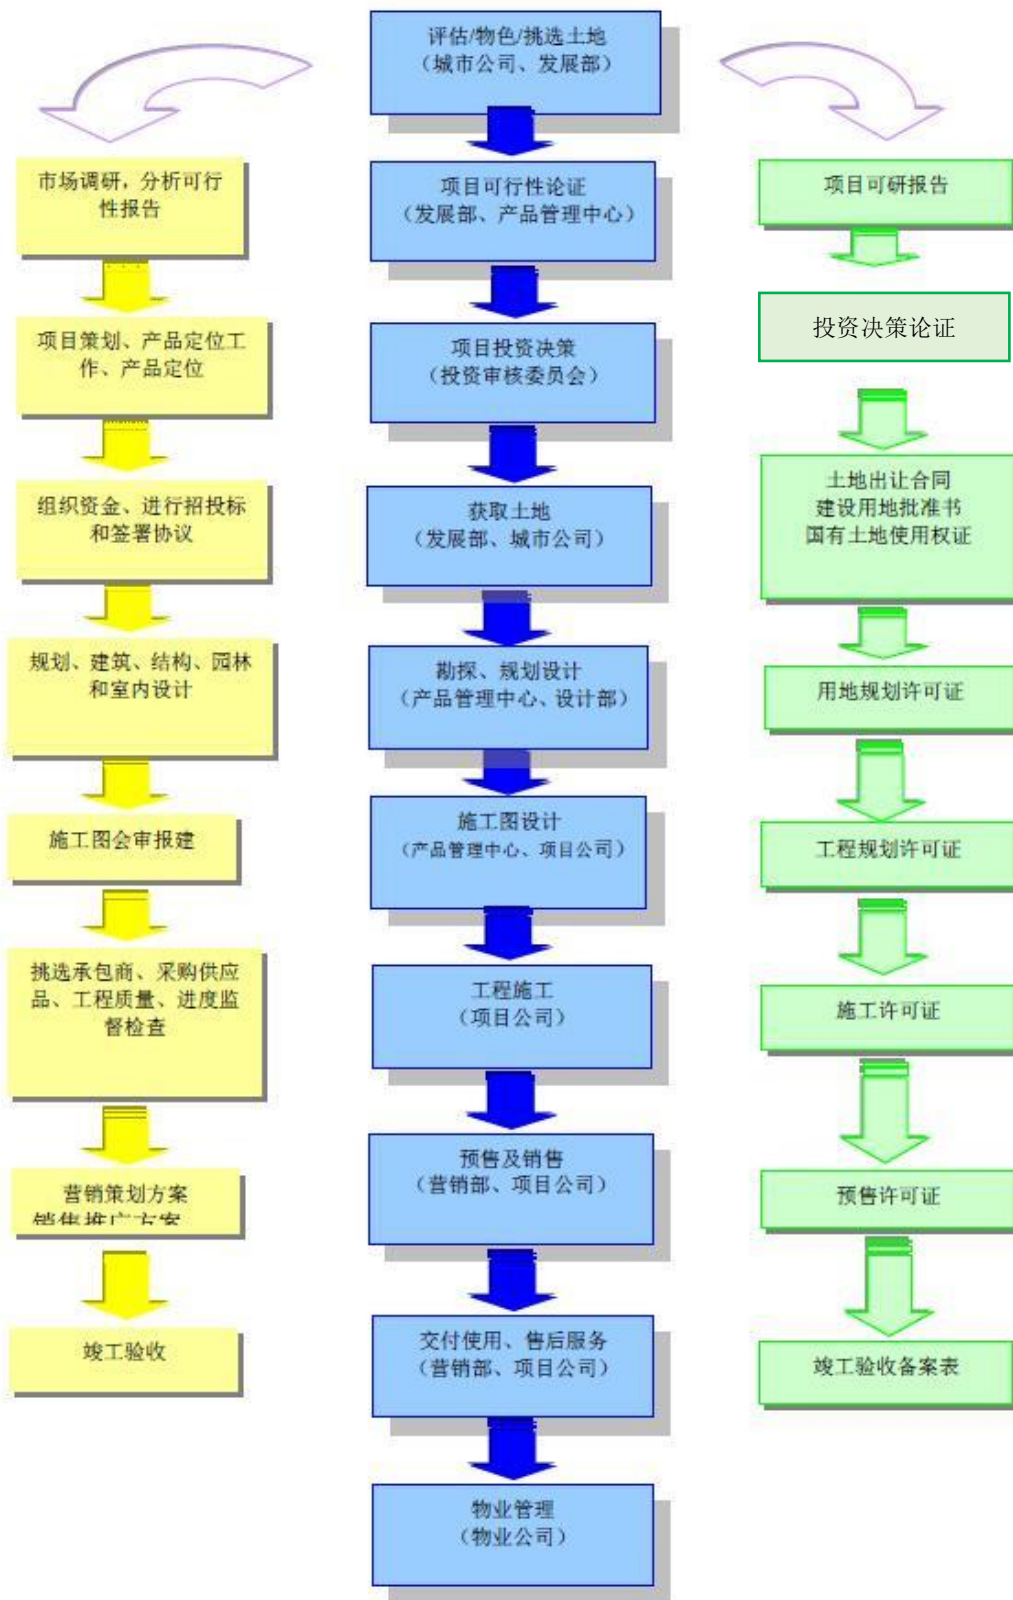 评估/物色/挑选土地
（城市公司、发展部）
市场调研，分析可行
性报告
项目可行性论证
（发展部、产品管理中心）
项目可研报告
项目策划、产品定位工
作、产品定位
项目投资决策
（投资审核委员会）
投资决策论证
组织资金、进行招投标
和签署协议
获取土地
（发展部、城市公司）
土地出让合同
建设用地批准书
国有土地使用权证
规划、建筑、结构、园林
和室内设计
勘探、规划设计
（产品管理中心、设计部）
用地规划许可证
施工图会审报建
施工图设计
（产品管理中心、项目公司）
工程规划许可证
挑选承包商、采购供应
品、工程质量、进度监
督检查
工程施工
（项目公司）
施工许可证
营销策划方案
销售推广方案
预售及销售
（营销部、项目公司）
预售许可证
竣工验收
交付使用、售后服务
（营销部、项目公司）
竣工验收备案表
物业管理
（物业公司）